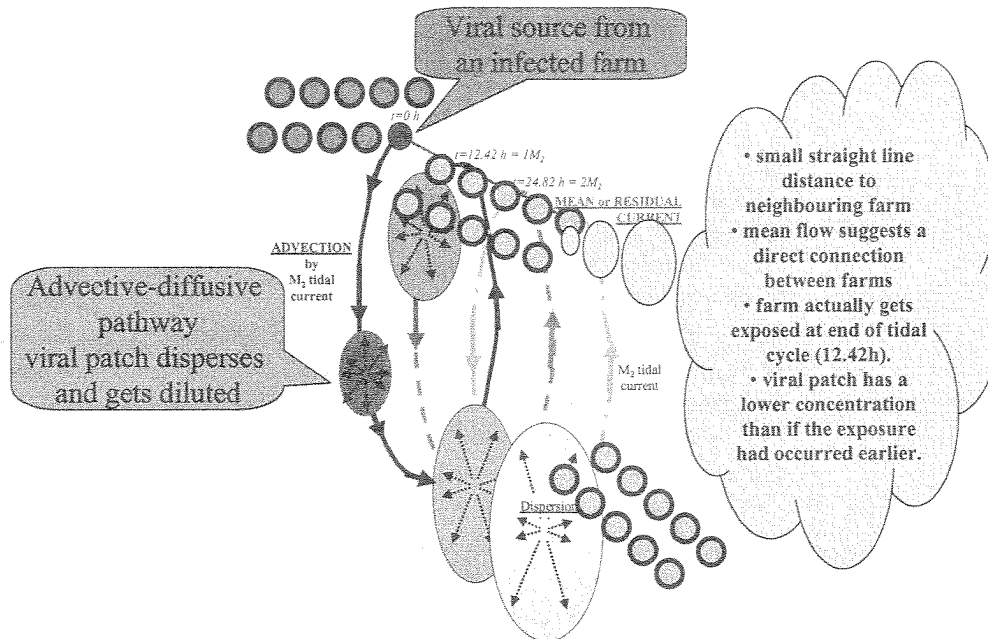 Viral source from
an infected farm
t=0 h
t=12.42 h = 1M₂
t=24.82 h = 2M₂
MEAN or RESIDUAL
CURRENT
ADVECTION
by
M₂ tidal
current
Advective-diffusive
pathway
viral patch disperses
and gets diluted
M₂ tidal
current
Dispersion
• small straight line
distance to
neighbouring farm
• mean flow suggests a
direct connection
between farms
• farm actually gets
exposed at end of tidal
cycle (12.42h).
• viral patch has a
lower concentration
than if the exposure
had occurred earlier.